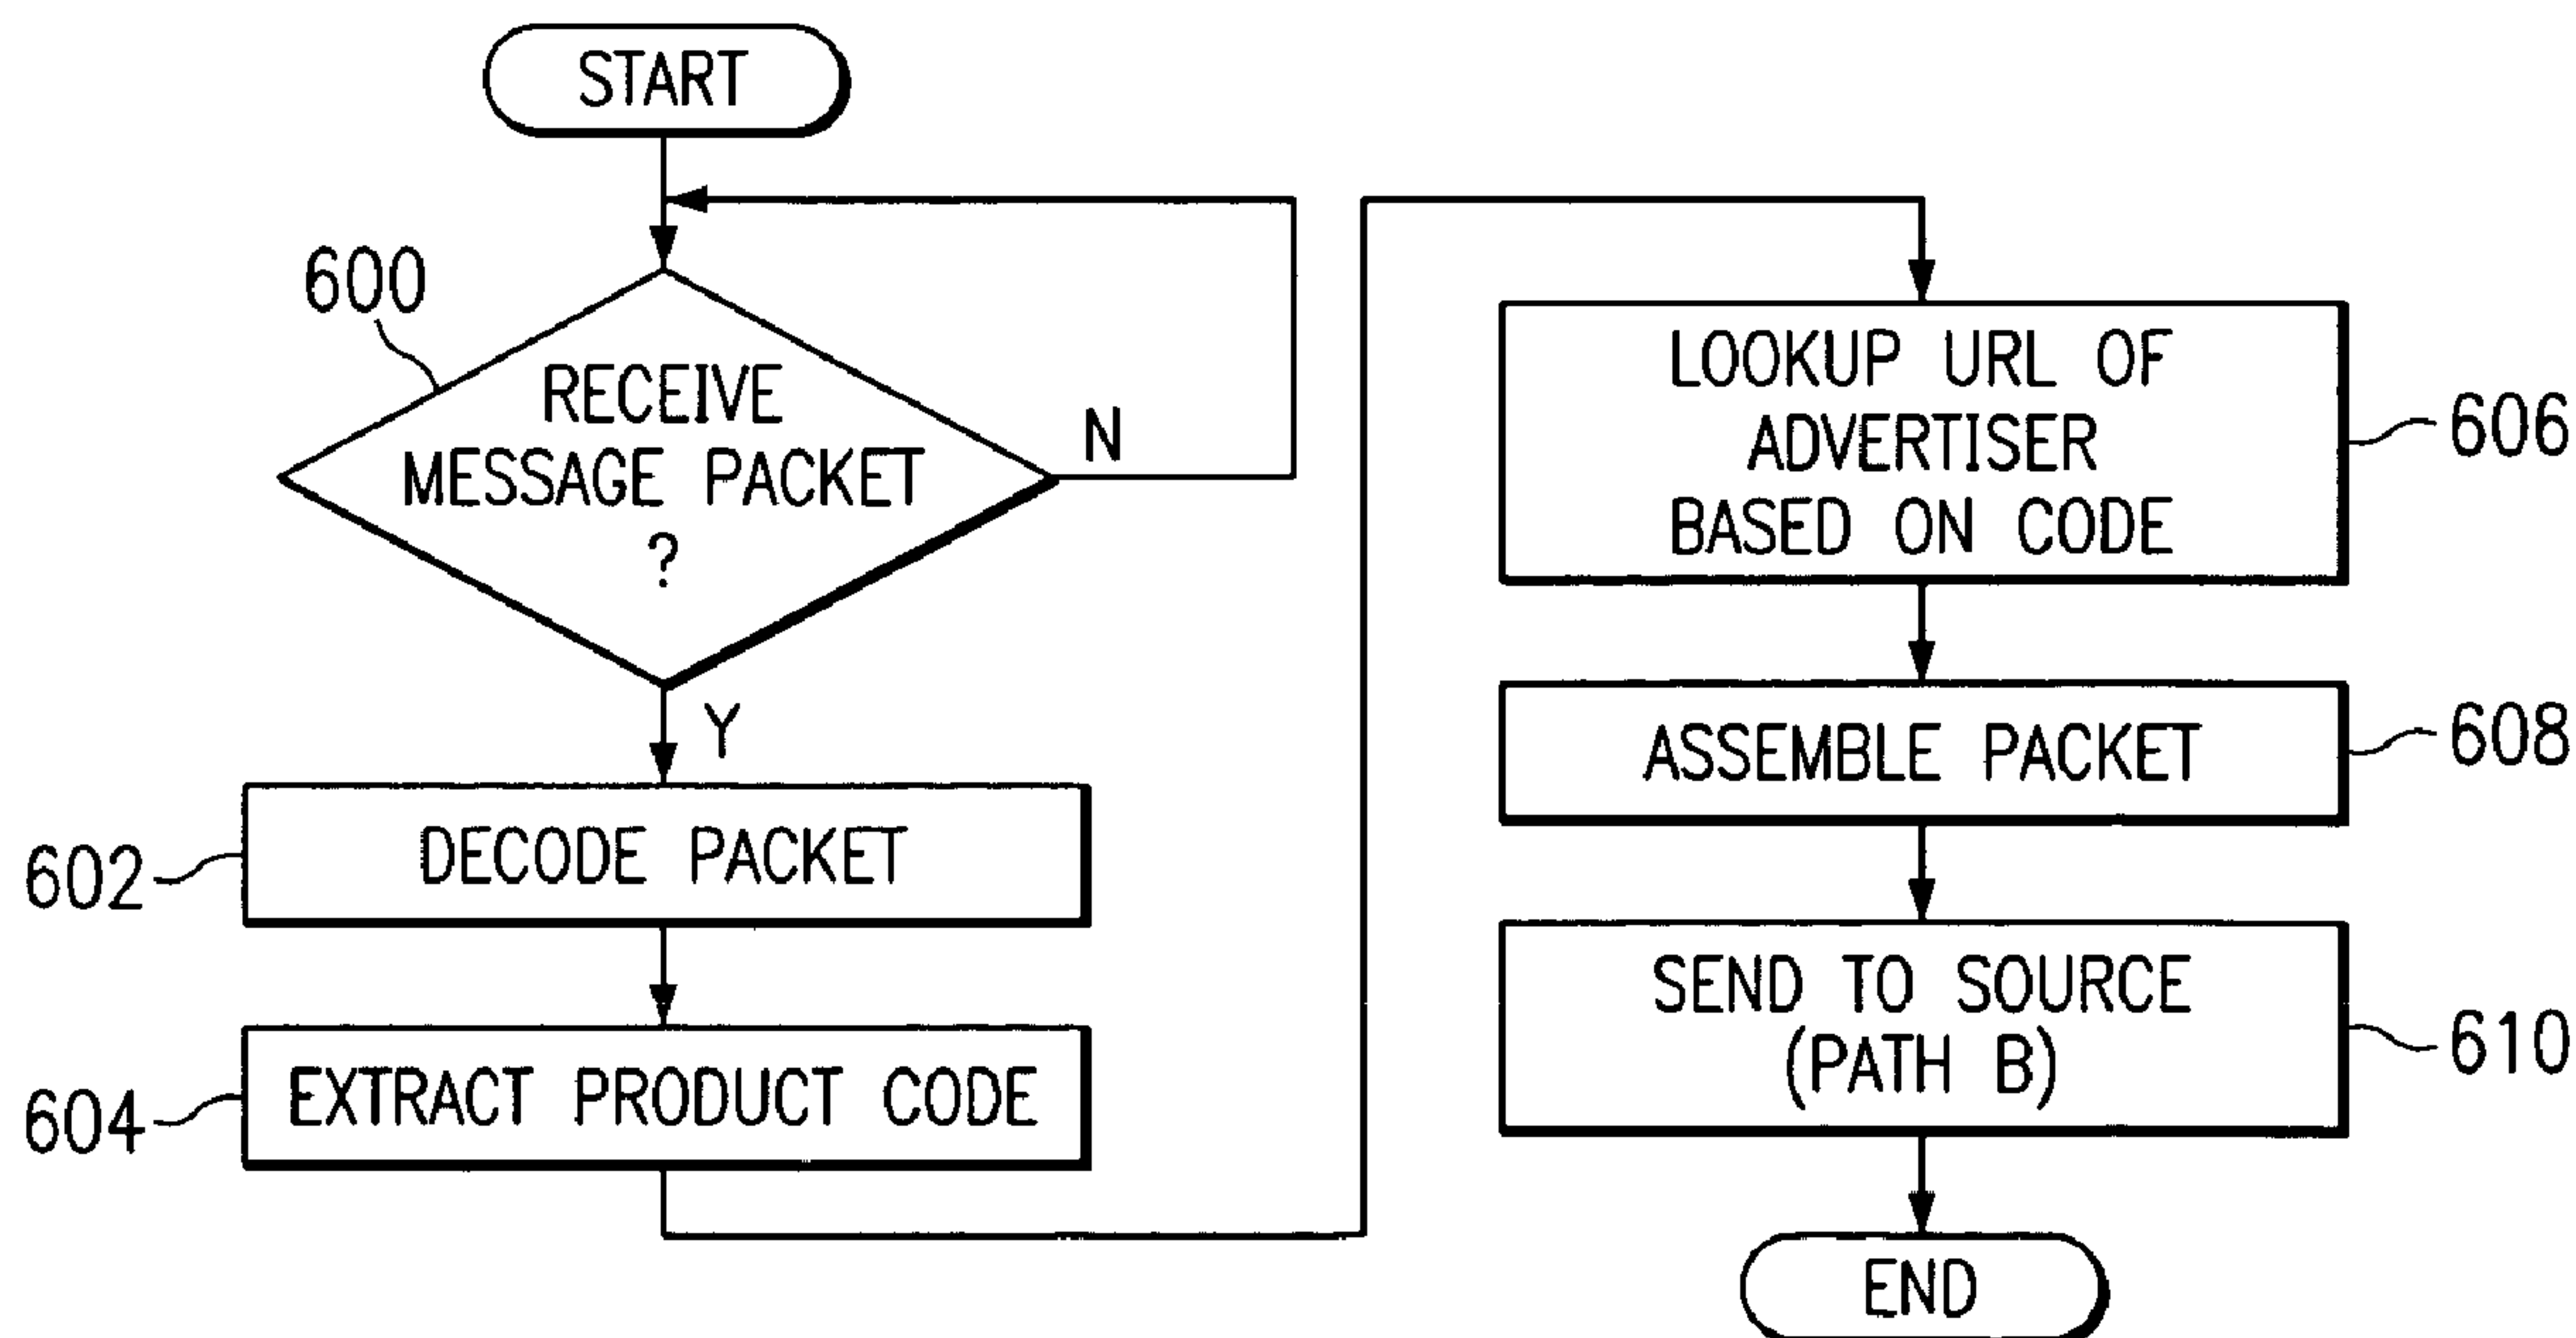 START
600
RECEIVE
MESSAGE PACKET
?
N
Y
602
DECODE PACKET
604
EXTRACT PRODUCT CODE
LOOKUP URL OF
ADVERTISER
BASED ON CODE
606
ASSEMBLE PACKET
608
SEND TO SOURCE
(PATH B)
610
END